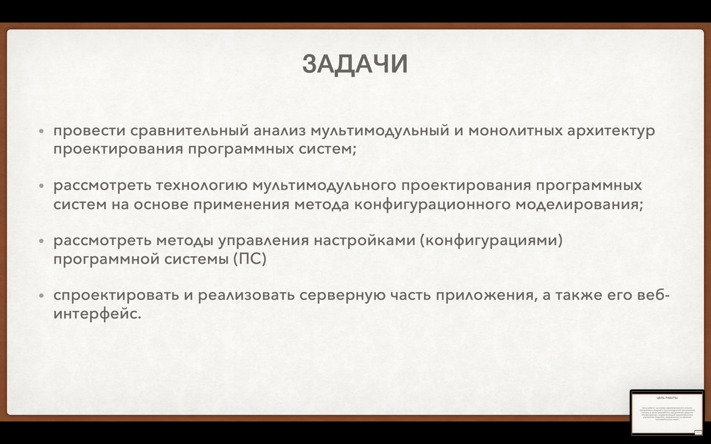 ЗАДАЧИ
• провести сравнительный анализ мультимодульный и монолитных архитектур
проектирования программных систем;
• рассмотреть технологию мультимодульного проектирования программных
систем на основе применения метода конфигурационного моделирования;
• рассмотреть методы управления настройками (конфигурациями)
программной системы (ПС)
• спроектировать и реализовать серверную часть приложения, а также его веб-
интерфейс.